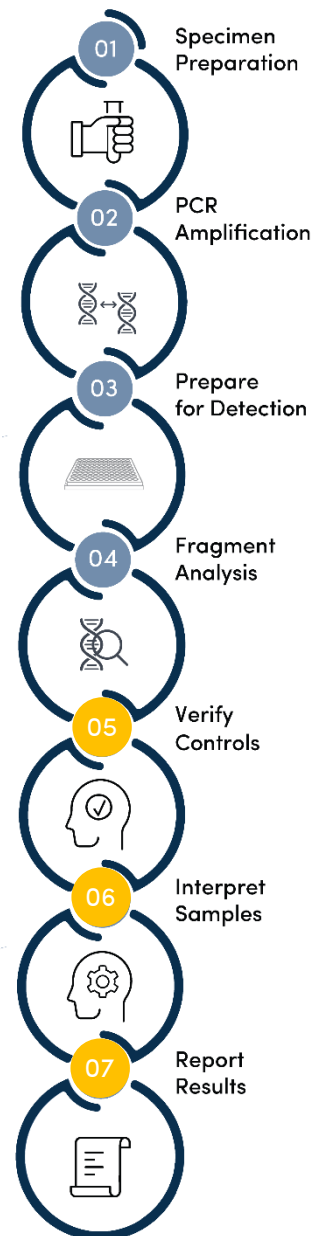 01
Specimen
Preparation
02
PCR
Amplification
03
Prepare
for Detection
04
Fragment
Analysis
05
Verify
Controls
06
Interpret
Samples
07
Report
Results